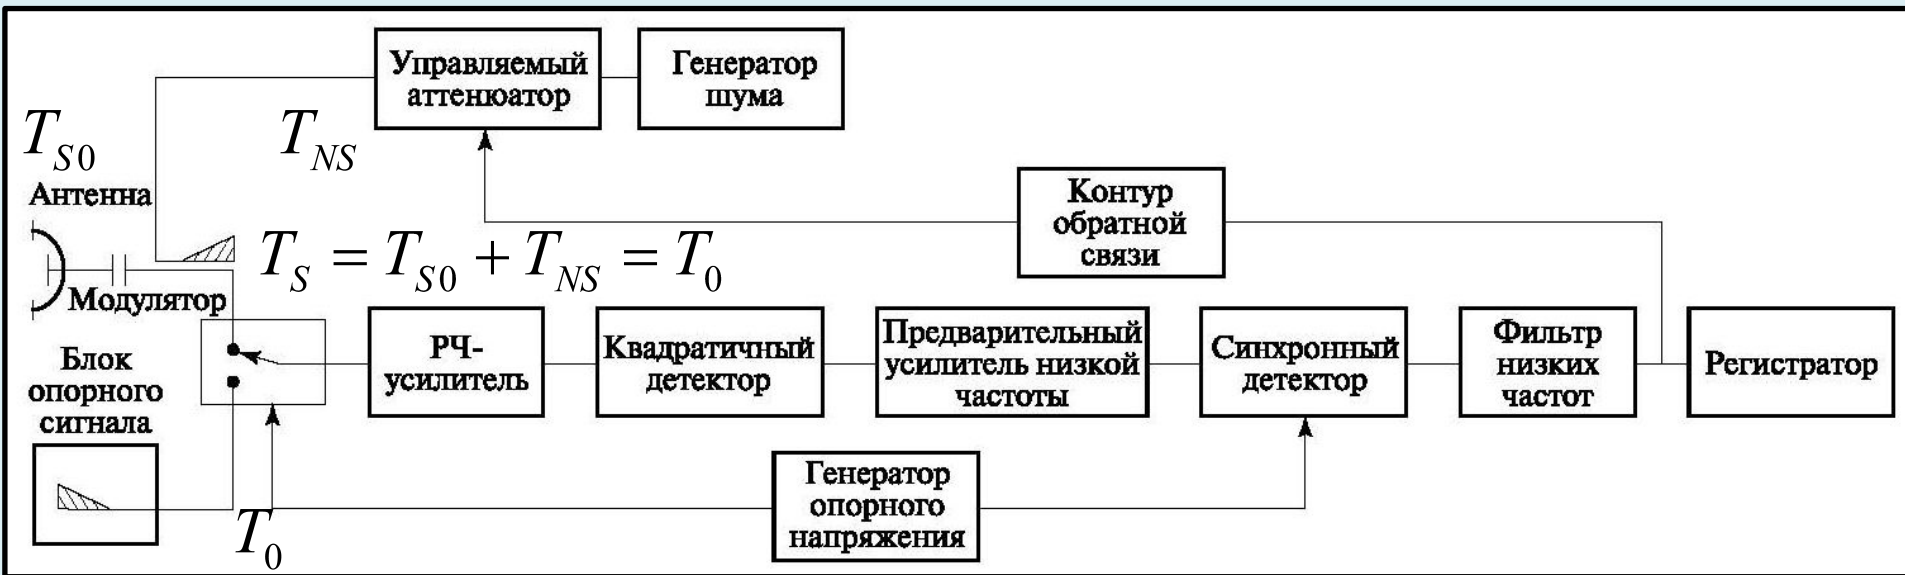 Управляемый
аттенюатор
Генератор
шума
T_{S0}
T_{NS}
Антенна
Контур
обратной
связи
T_S = T_{S0} + T_{NS} = T_0
Модулятор
РЧ-
усилитель
Квадратичный
детектор
Предварительный
усилитель низкой
частоты
Синхронный
детектор
Фильтр
низких
частот
Регистратор
Блок
опорного
сигнала
T_0
Генератор
опорного
напряжения